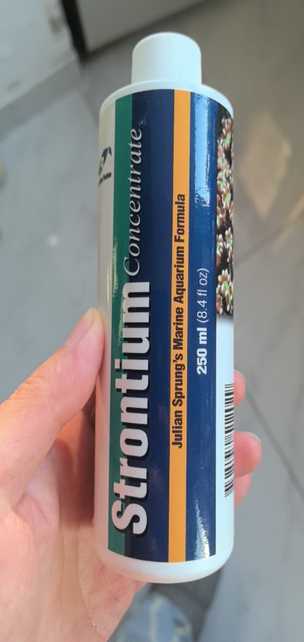 Strontium Concentrate
Julian Sprung's Marine Aquarium Formula
250 ml (8.4 fl oz)